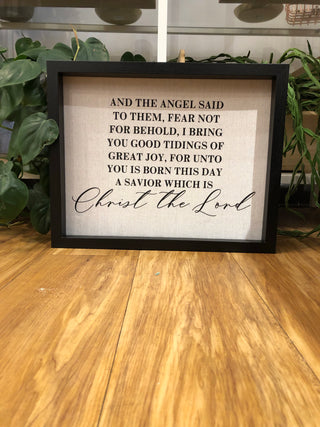 AND THE ANGEL SAID
TO THEM, FEAR NOT
FOR BEHOLD, I BRING
YOU GOOD TIDINGS OF
GREAT JOY, FOR UNTO
YOU IS BORN THIS DAY
A SAVIOR WHICH IS
Christ the Lord